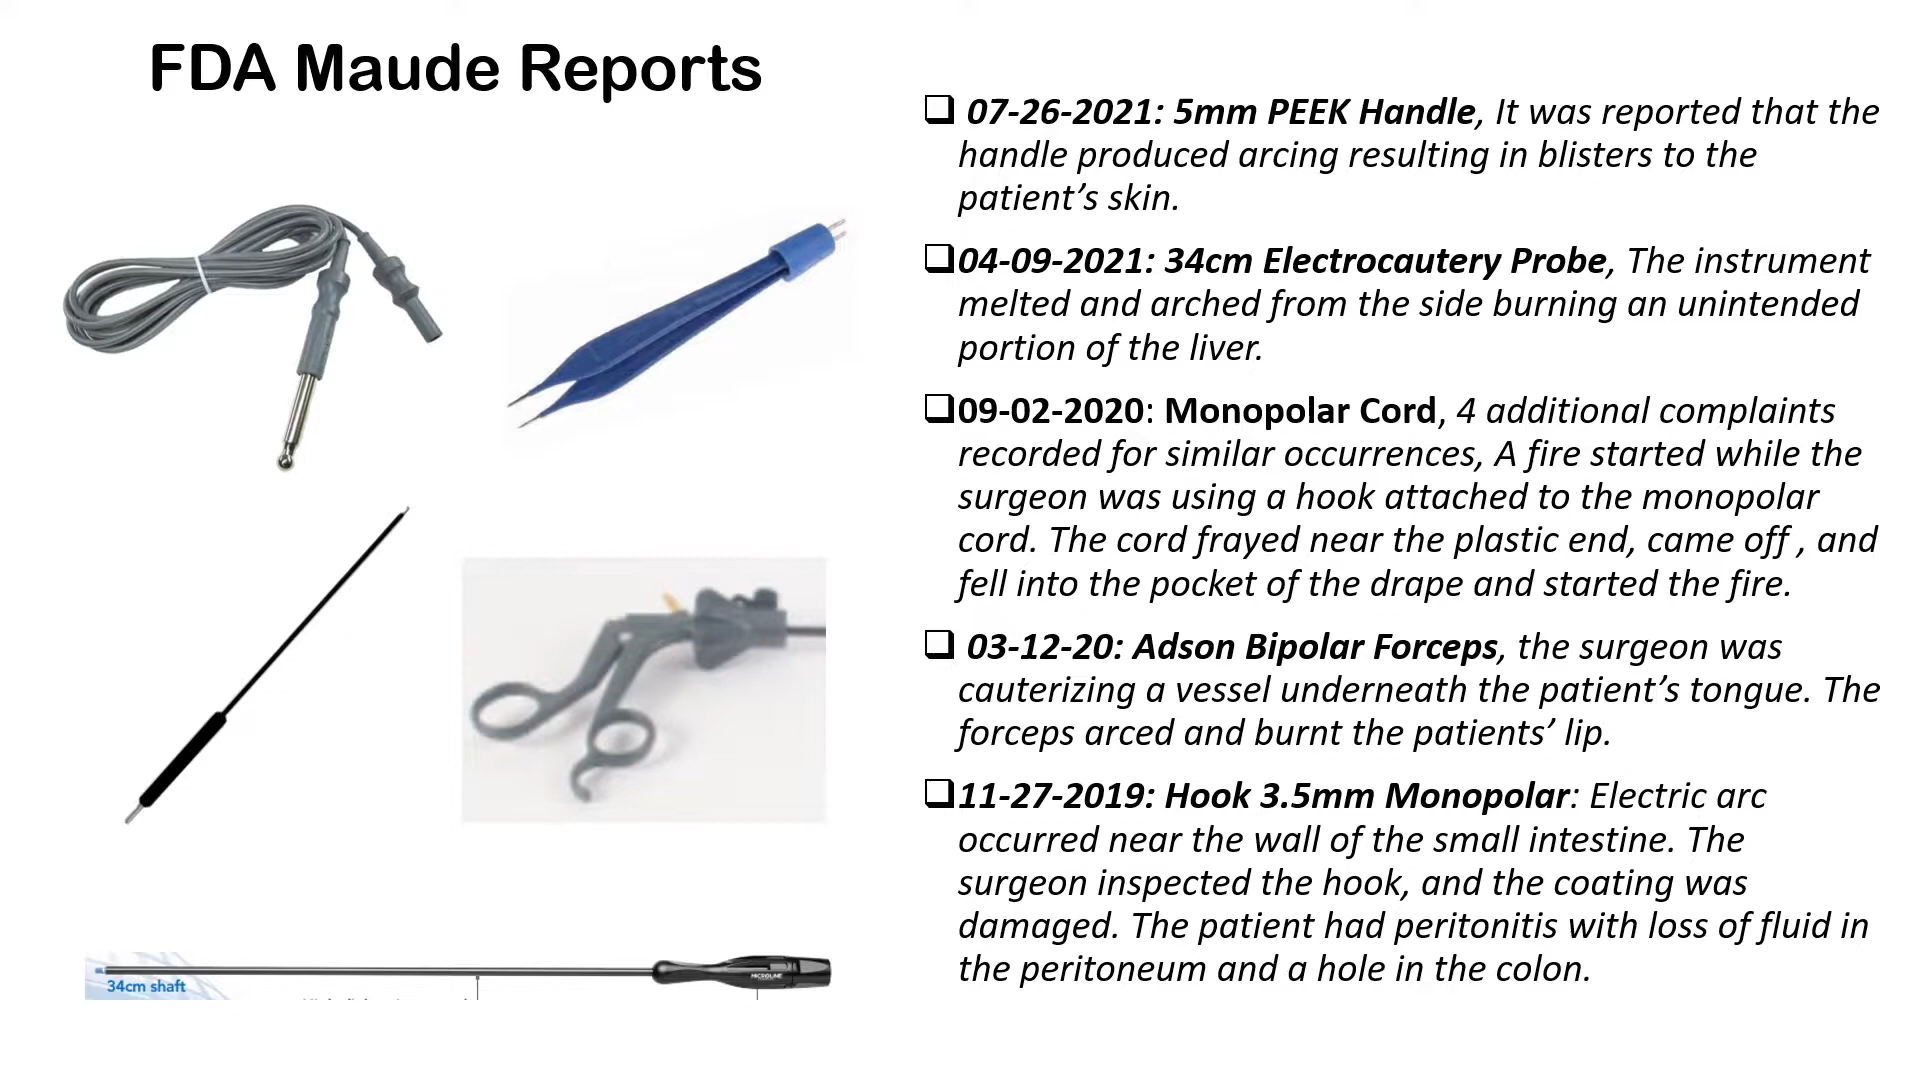 FDA Maude Reports
07-26-2021: 5mm PEEK Handle, It was reported that the
handle produced arcing resulting in blisters to the
patient’s skin.
04-09-2021: 34cm Electrocautery Probe, The instrument
melted and arched from the side burning an unintended
portion of the liver.
09-02-2020: Monopolar Cord, 4 additional complaints
recorded for similar occurrences, A fire started while the
surgeon was using a hook attached to the monopolar
cord. The cord frayed near the plastic end, came off , and
fell into the pocket of the drape and started the fire.
03-12-20: Adson Bipolar Forceps, the surgeon was
cauterizing a vessel underneath the patient’s tongue. The
forceps arced and burnt the patients’ lip.
11-27-2019: Hook 3.5mm Monopolar: Electric arc
occurred near the wall of the small intestine. The
surgeon inspected the hook, and the coating was
damaged. The patient had peritonitis with loss of fluid in
the peritoneum and a hole in the colon.
34cm shaft
MICROLINE